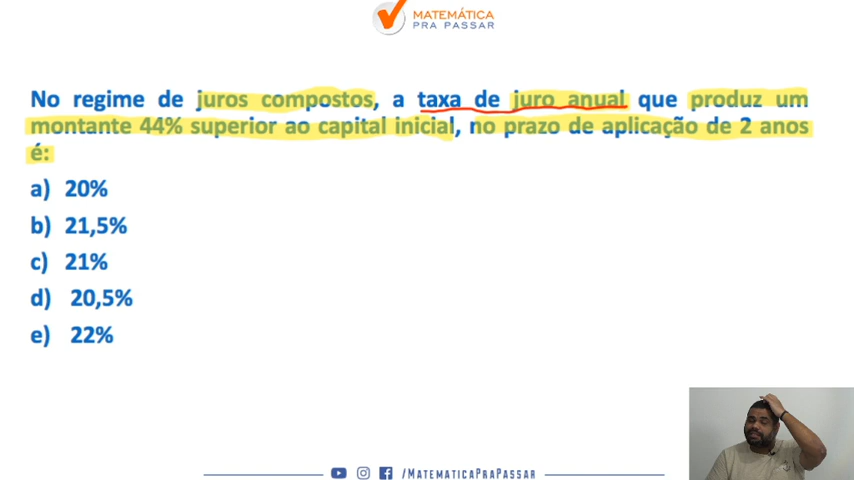 MATEMÁTICA
PRA PASSAR
No regime de juros compostos, a taxa de juro anual que produz um
montante 44% superior ao capital inicial, no prazo de aplicação de 2 anos
é:
a) 20%
b) 21,5%
c) 21%
d) 20,5%
e) 22%
/MATEMATICAPRAPASSAR